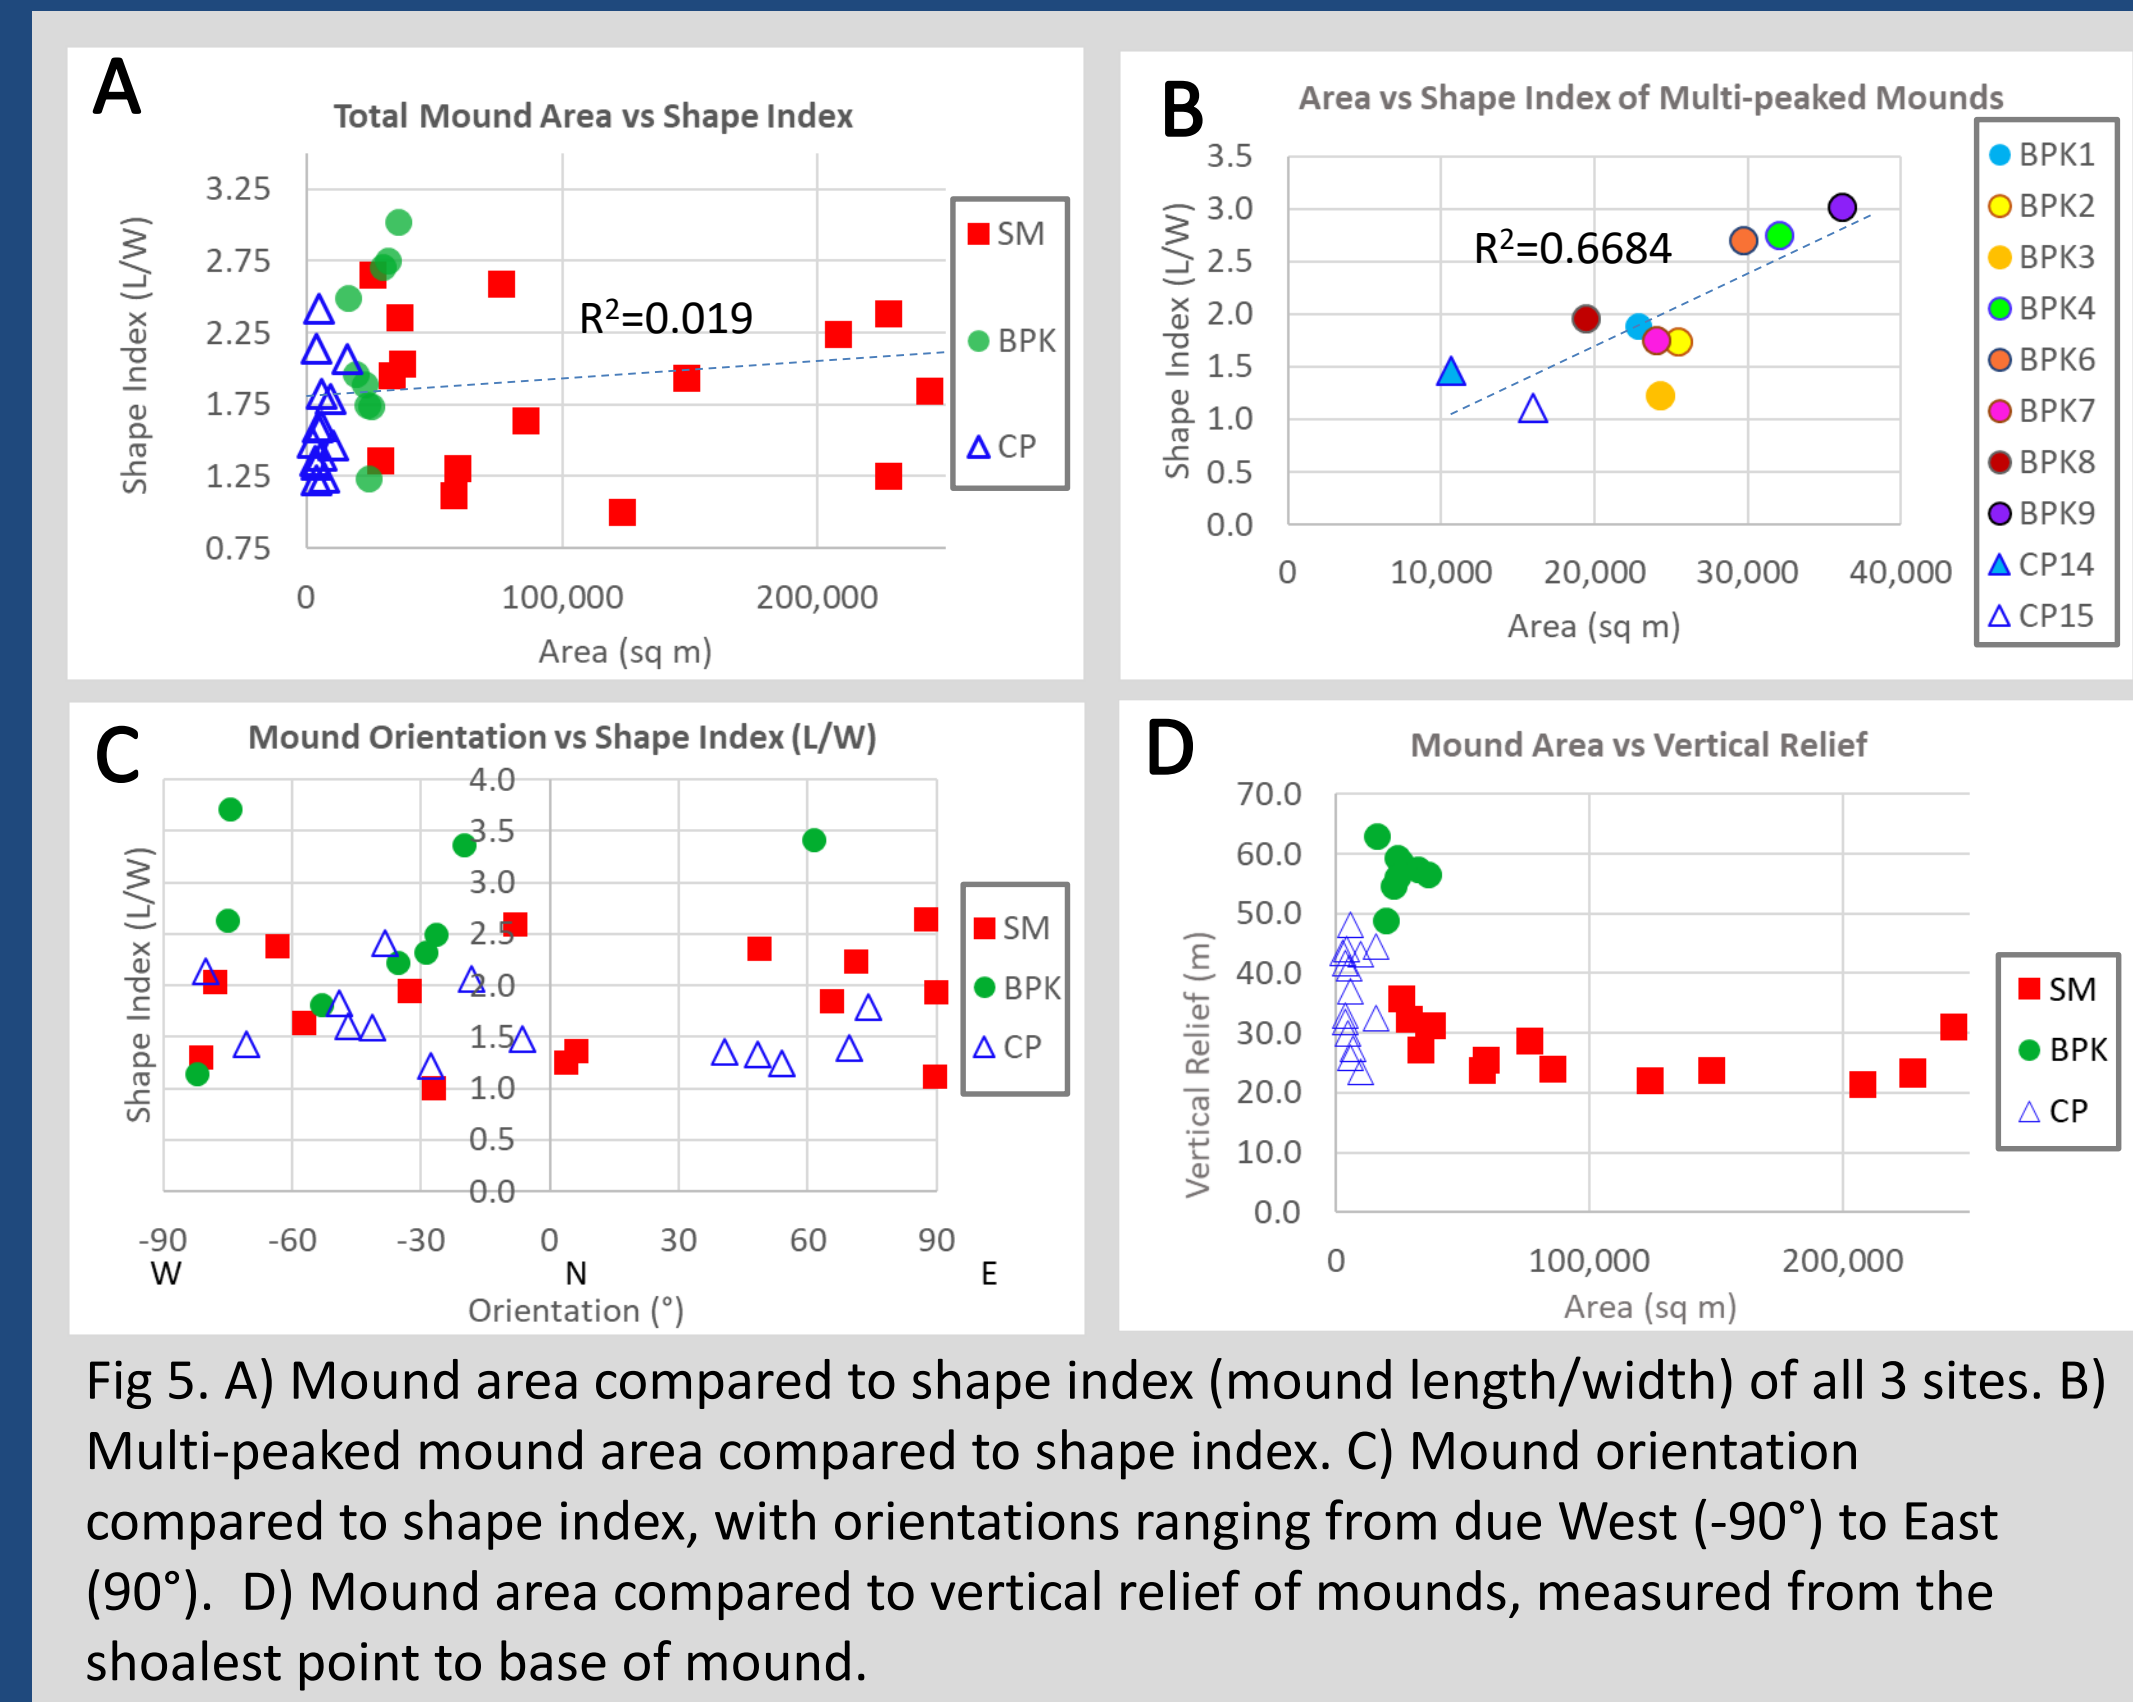 A
Total Mound Area vs Shape Index
3.25
2.75
2.25
1.75
1.25
0.75
Shape Index (L/W)
R²=0.019
0
100,000
200,000
Area (sq m)
SM
BPK
CP
B
Area vs Shape Index of Multi-peaked Mounds
3.5
3.0
2.5
2.0
1.5
1.0
0.5
0.0
Shape Index (L/W)
R²=0.6684
0
10,000
20,000
30,000
40,000
Area (sq m)
BPK1
BPK2
BPK3
BPK4
BPK6
BPK7
BPK8
BPK9
CP14
CP15
C
Mound Orientation vs Shape Index (L/W)
4.0
3.5
3.0
2.5
2.0
1.5
1.0
0.5
0.0
Shape Index (L/W)
-90
-60
-30
0
30
60
90
W
N
E
Orientation (°)
SM
BPK
CP
D
Mound Area vs Vertical Relief
70.0
60.0
50.0
40.0
30.0
20.0
10.0
0.0
Vertical Relief (m)
0
100,000
200,000
Area (sq m)
SM
BPK
CP
Fig 5. A) Mound area compared to shape index (mound length/width) of all 3 sites. B)
Multi-peaked mound area compared to shape index. C) Mound orientation
compared to shape index, with orientations ranging from due West (-90°) to East
(90°).  D) Mound area compared to vertical relief of mounds, measured from the
shoalest point to base of mound.